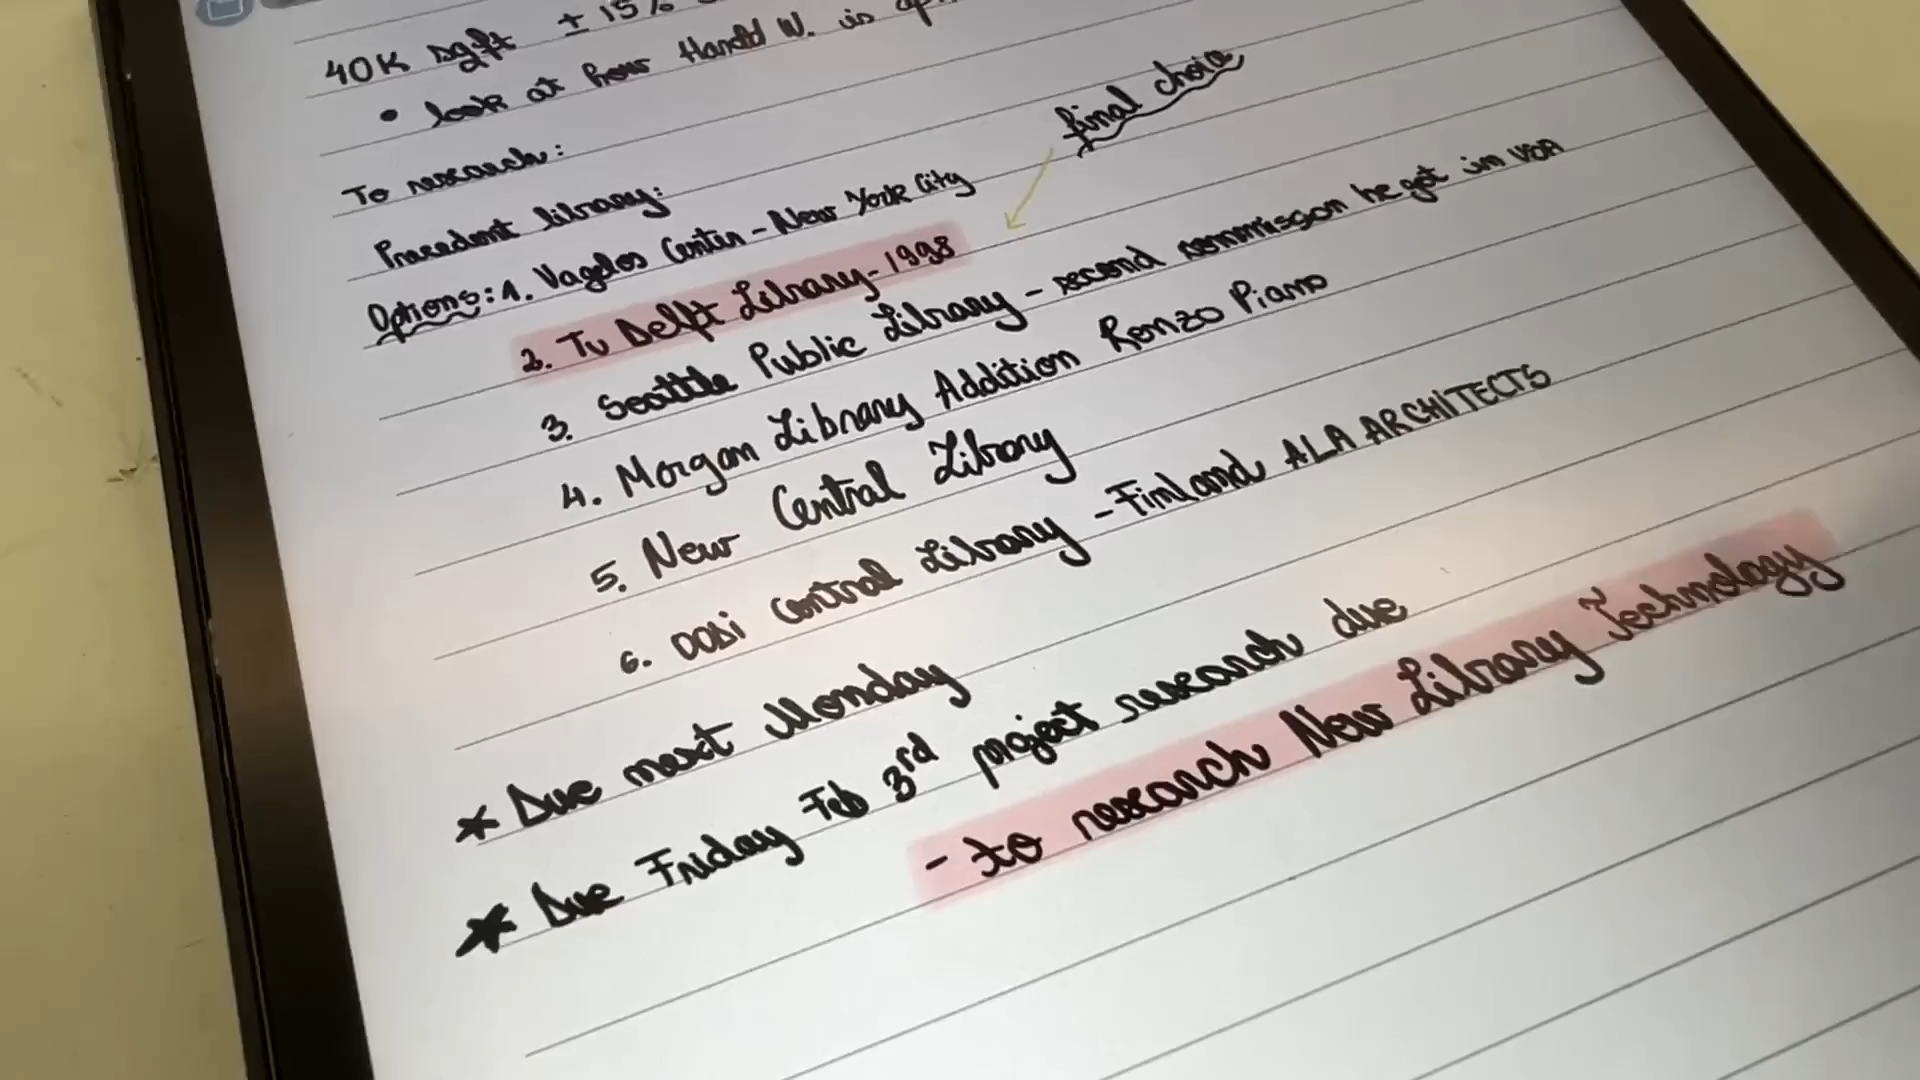 40K sqft ± 15%
• look at how Harold W. is
To research:
Precedent library:
Options: 1. Vagelos Center - New York City
final choice
2. TU Delft Library - 1998
3. Seattle Public Library - second commission he got in USA
4. Morgan Library Addition Renzo Piano
5. New Central Library
6. OODi Central Library - Finland ALA ARCHITECTS
* Due next Monday
* Due Friday Feb 3rd project research due
- to research New Library Technology